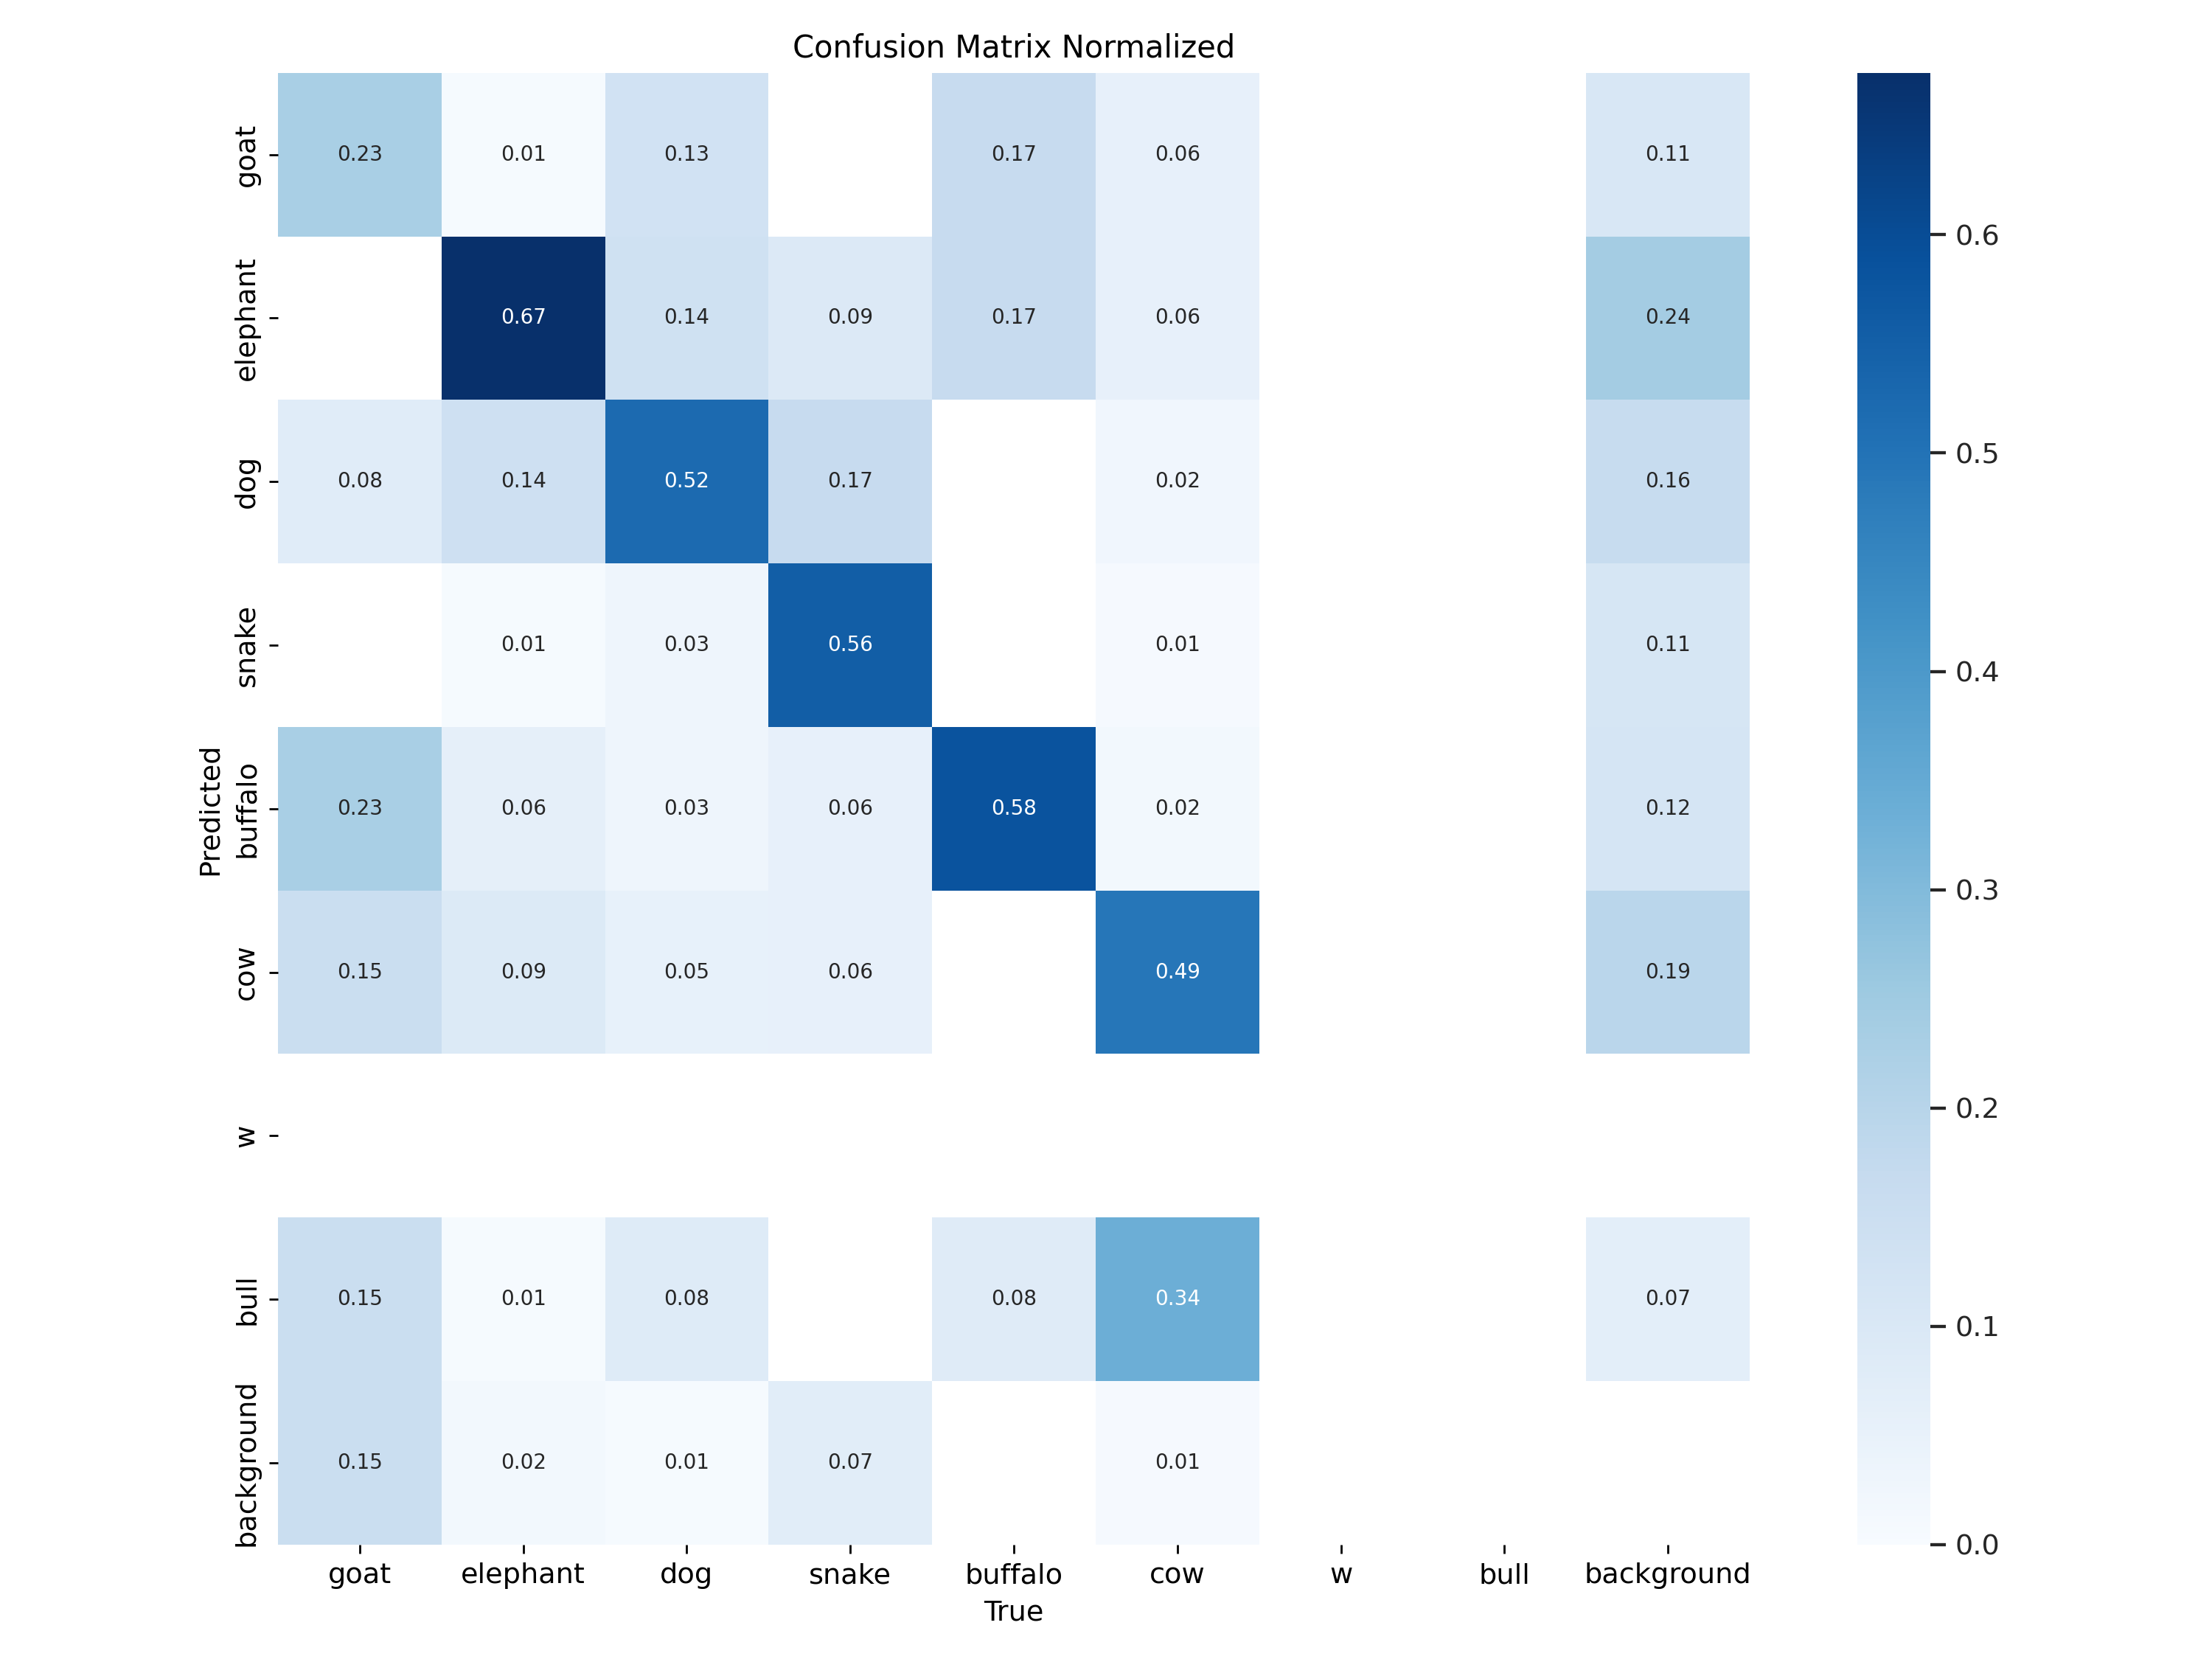 Confusion Matrix Normalized
goat 0.23 0.01 0.13 0.17 0.06 0.11
elephant 0.67 0.14 0.09 0.17 0.06 0.24
dog 0.08 0.14 0.52 0.17 0.02 0.16
snake 0.01 0.03 0.56 0.01 0.11
Predicted
buffalo 0.23 0.06 0.03 0.06 0.58 0.02 0.12
cow 0.15 0.09 0.05 0.06 0.49 0.19
w
bull 0.15 0.01 0.08 0.08 0.34 0.07
background 0.15 0.02 0.01 0.07 0.01
goat elephant dog snake buffalo cow w bull background
True
0.6
0.5
0.4
0.3
0.2
0.1
0.0